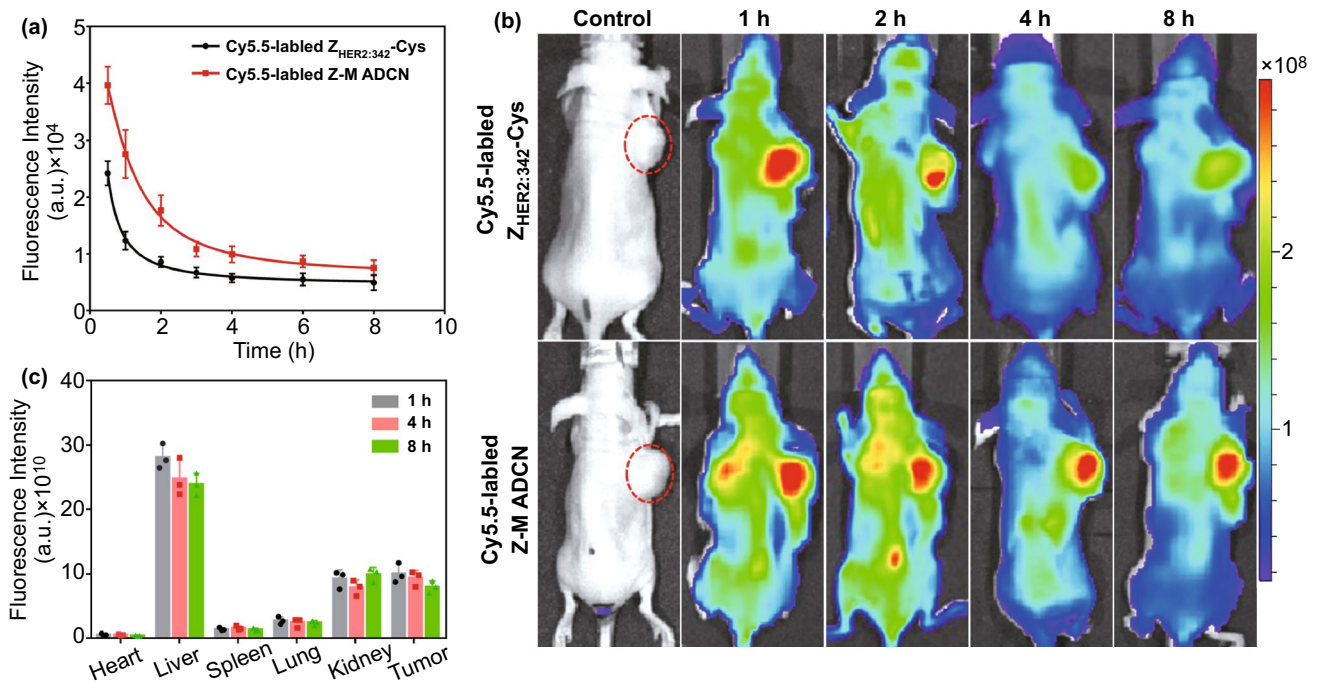 (a)
5
4
3
2
1
0
Fluorescence Intensity
(a.u.)×10⁴
Cy5.5-labled Z_HER2:342-Cys
Cy5.5-labled Z-M ADCN
0 2 4 6 8 10
Time (h)
(b)
Control 1 h 2 h 4 h 8 h
Cy5.5-labled
Z_HER2:342-Cys
Cy5.5-labled
Z-M ADCN
×10⁸
2
1
(c)
40
30
20
10
0
Fluorescence Intensity
(a.u.)×10¹⁰
1 h
4 h
8 h
Heart Liver Spleen Lung Kidney Tumor